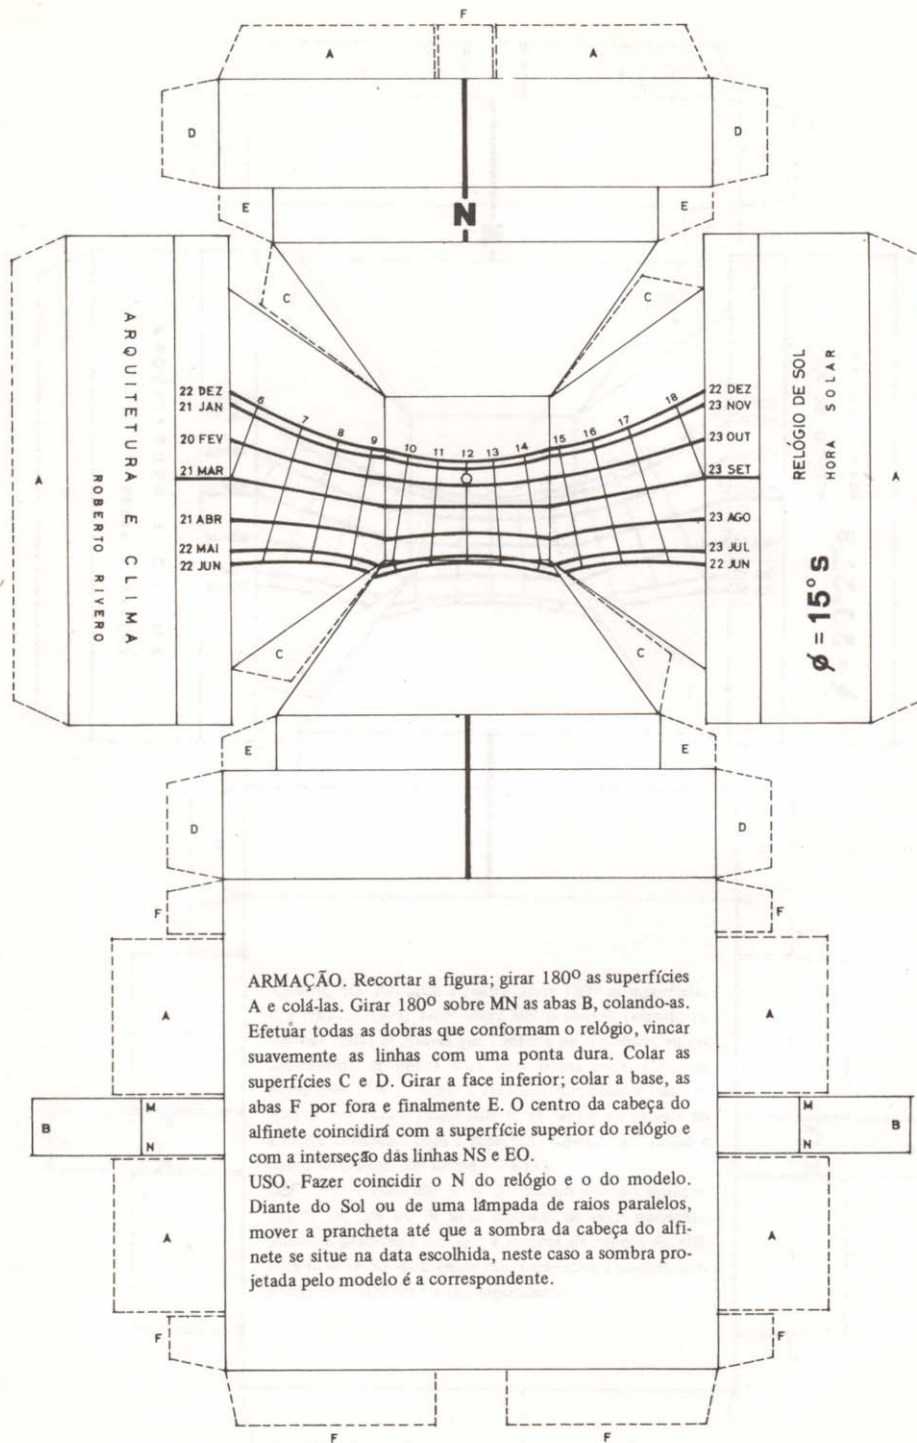 F
A
A
D
D
E
N
E
C
C
ARQUITETURA E CLIMA
ROBERTO RIVERO
A
22 DEZ
21 JAN
20 FEV
21 MAR
21 ABR
22 MAI
22 JUN
6
7
8
9
10
11
12
13
14
15
16
17
18
22 DEZ
23 NOV
23 OUT
23 SET
23 AGO
23 JUL
22 JUN
RELÓGIO DE SOL
HORA SOLAR
ø = 15°S
A
C
C
E
E
D
D
F
F
A
A
B
M
N
M
N
B
A
A
ARMAÇÃO. Recortar a figura; girar 180º as superfícies
A e colá-las. Girar 180º sobre MN as abas B, colando-as.
Efetuar todas as dobras que conformam o relógio, vincar
suavemente as linhas com uma ponta dura. Colar as
superfícies C e D. Girar a face inferior; colar a base, as
abas F por fora e finalmente E. O centro da cabeça do
alfinete coincidirá com a superfície superior do relógio e
com a interseção das linhas NS e EO.
USO. Fazer coincidir o N do relógio e o do modelo.
Diante do Sol ou de uma lâmpada de raios paralelos,
mover a prancheta até que a sombra da cabeça do alfi-
nete se situe na data escolhida, neste caso a sombra pro-
jetada pelo modelo é a correspondente.
F
F
F
F